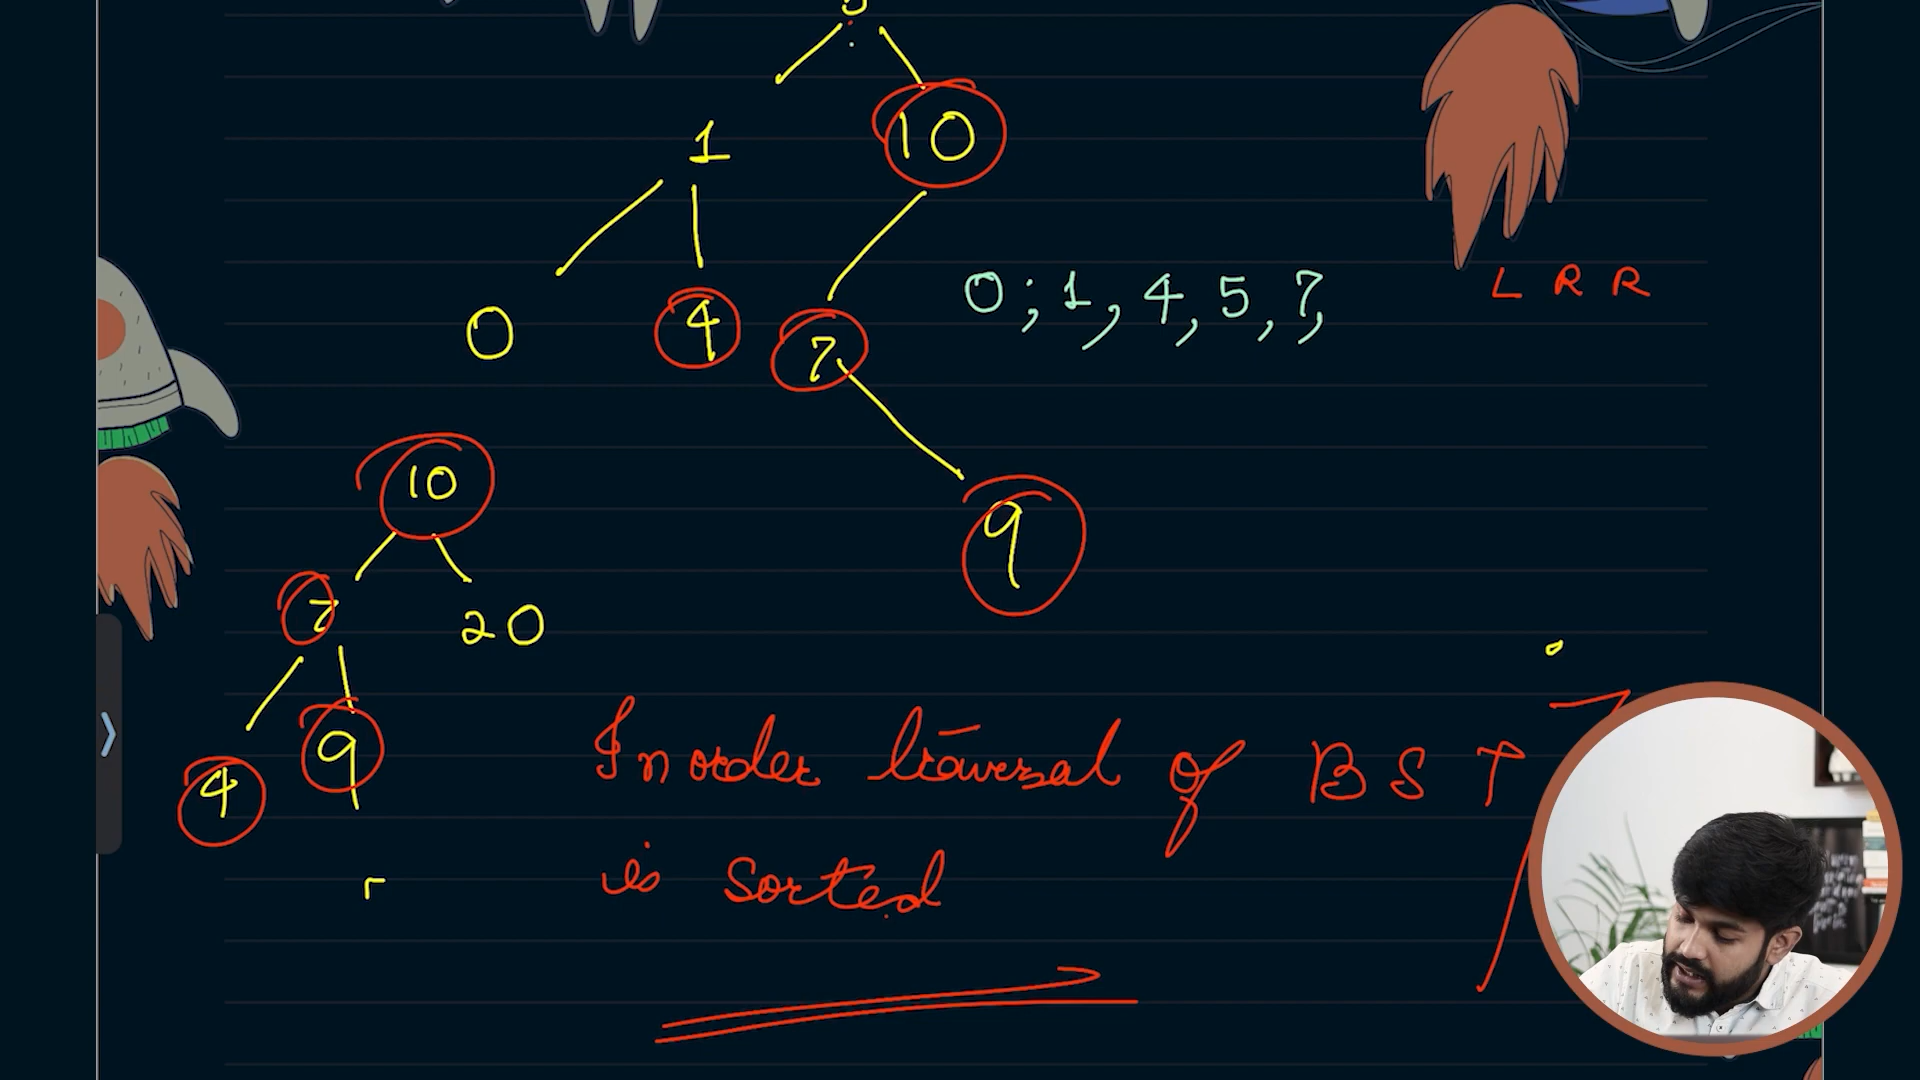 5
1 10
0 4 7
0; 1, 4, 5, 7,
L R R
9
10
7 20
4 9
Inorder traversal of BST
is sorted